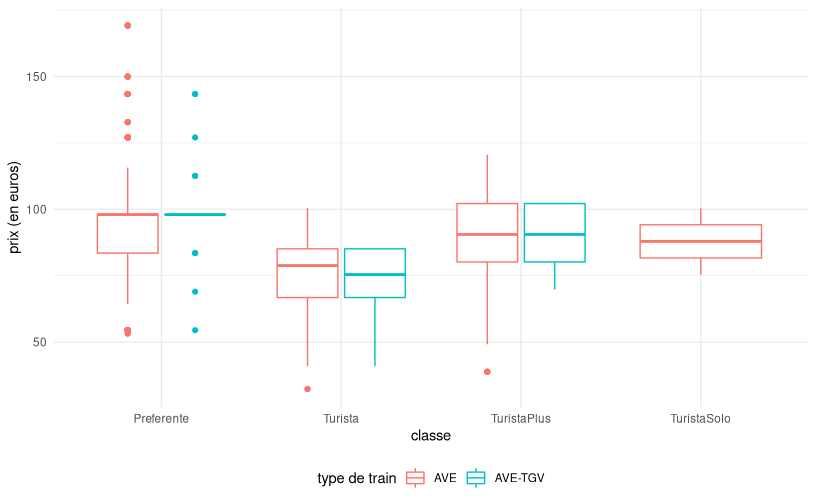 prix (en euros)
150
100
50
Preferente Turista TuristaPlus TuristaSolo
classe
type de train AVE AVE-TGV